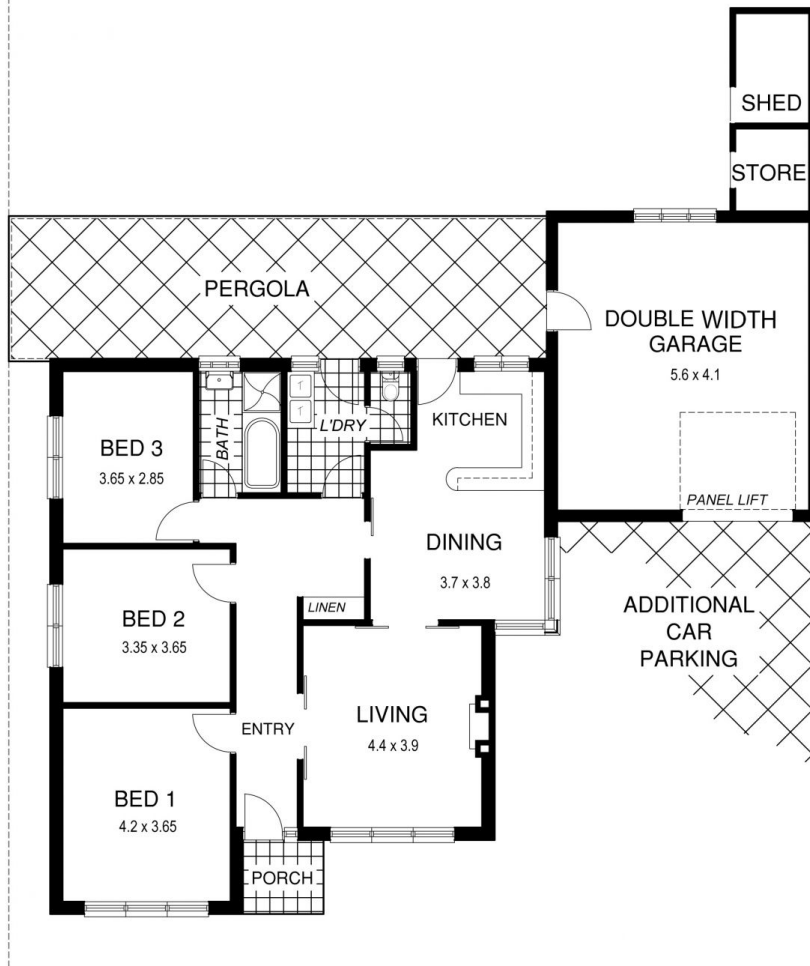 SHED
STORE
PERGOLA
DOUBLE WIDTH
GARAGE
5.6 x 4.1
KITCHEN
L'DRY
BATH
BED 3
3.65 x 2.85
PANEL LIFT
DINING
3.7 x 3.8
LINEN
BED 2
3.35 x 3.65
ADDITIONAL
CAR
PARKING
LIVING
4.4 x 3.9
ENTRY
BED 1
4.2 x 3.65
PORCH